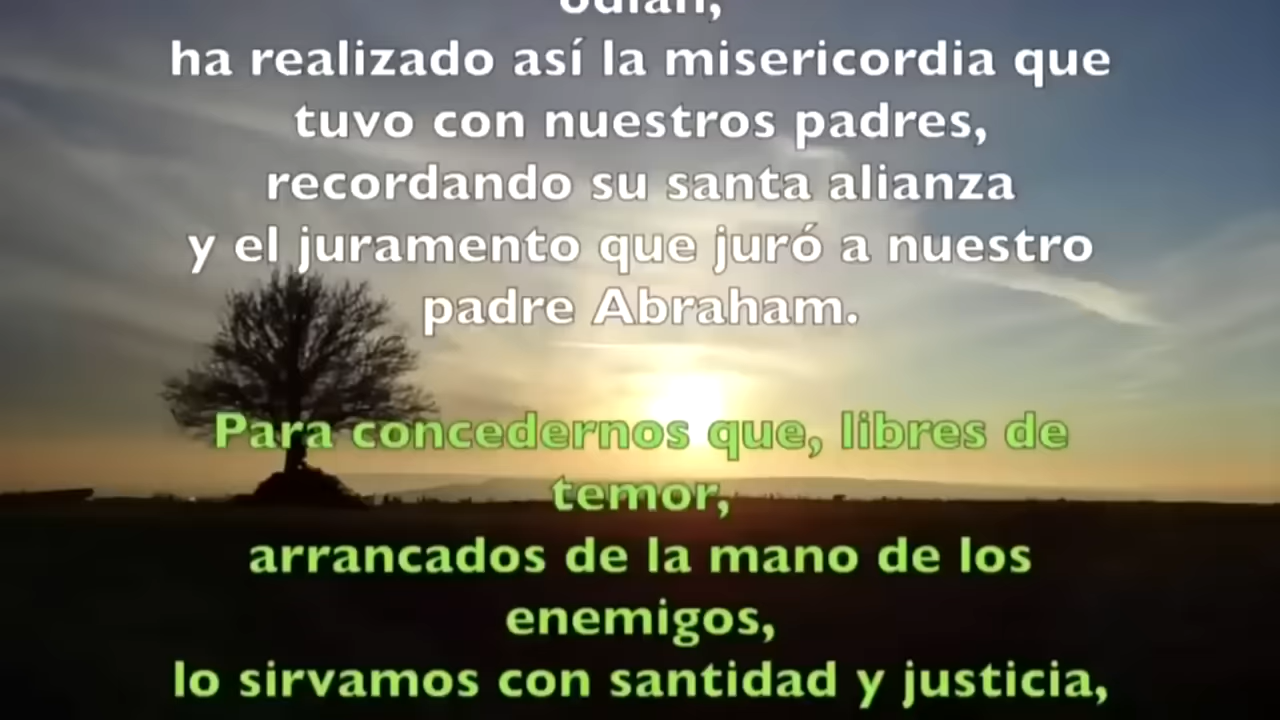 odian,
ha realizado así la misericordia que
tuvo con nuestros padres,
recordando su santa alianza
y el juramento que juró a nuestro
padre Abraham.
Para concedernos que, libres de
temor,
arrancados de la mano de los
enemigos,
lo sirvamos con santidad y justicia,